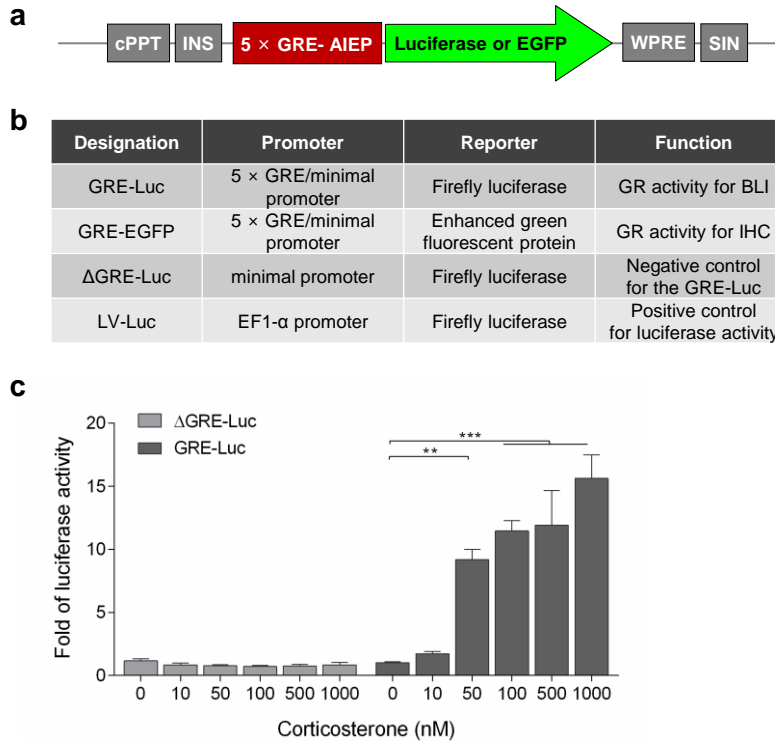 a
cPPT INS 5 × GRE- AIEP Luciferase or EGFP WPRE SIN
b
Designation Promoter Reporter Function
GRE-Luc 5 × GRE/minimal promoter Firefly luciferase GR activity for BLI
GRE-EGFP 5 × GRE/minimal promoter Enhanced green fluorescent protein GR activity for IHC
ΔGRE-Luc minimal promoter Firefly luciferase Negative control for the GRE-Luc
LV-Luc EF1-α promoter Firefly luciferase Positive control for luciferase activity
c
ΔGRE-Luc
GRE-Luc
***
**
Fold of luciferase activity
20
15
10
5
0
0 10 50 100 500 1000 0 10 50 100 500 1000
Corticosterone (nM)